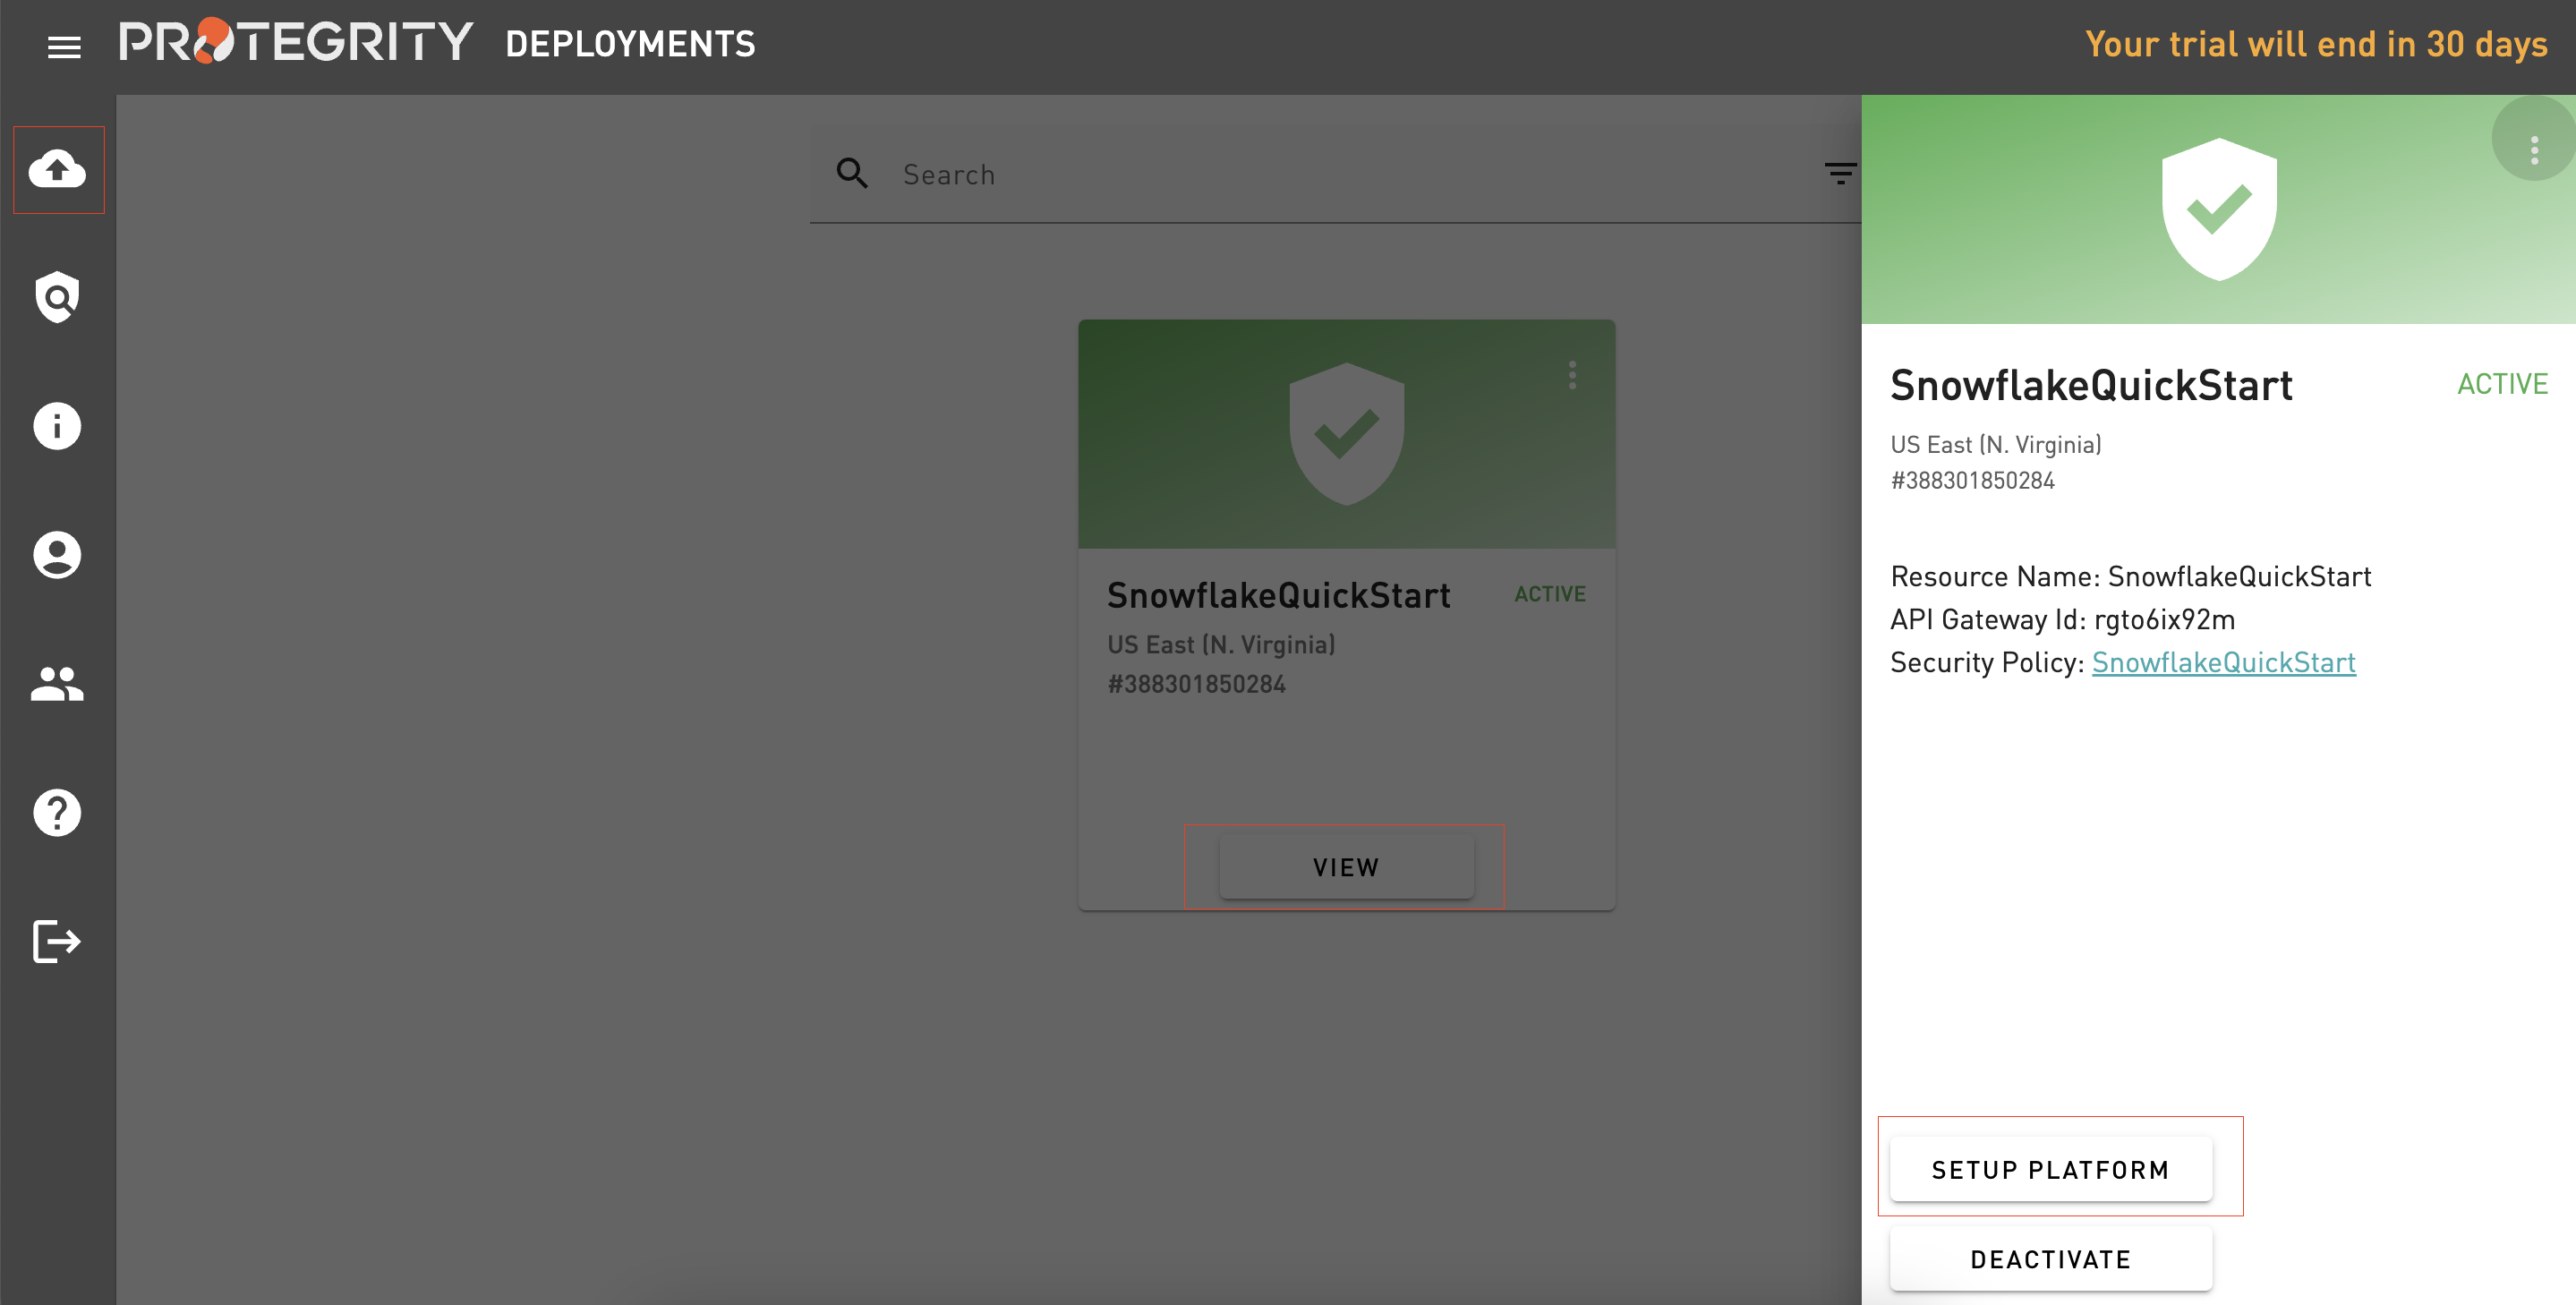 PROTEGRITY DEPLOYMENTS
Your trial will end in 30 days
Search
SnowflakeQuickStart ACTIVE
US East (N. Virginia)
#388301850284
VIEW
SnowflakeQuickStart ACTIVE
US East (N. Virginia)
#388301850284
Resource Name: SnowflakeQuickStart
API Gateway Id: rgto6ix92m
Security Policy: SnowflakeQuickStart
SETUP PLATFORM
DEACTIVATE